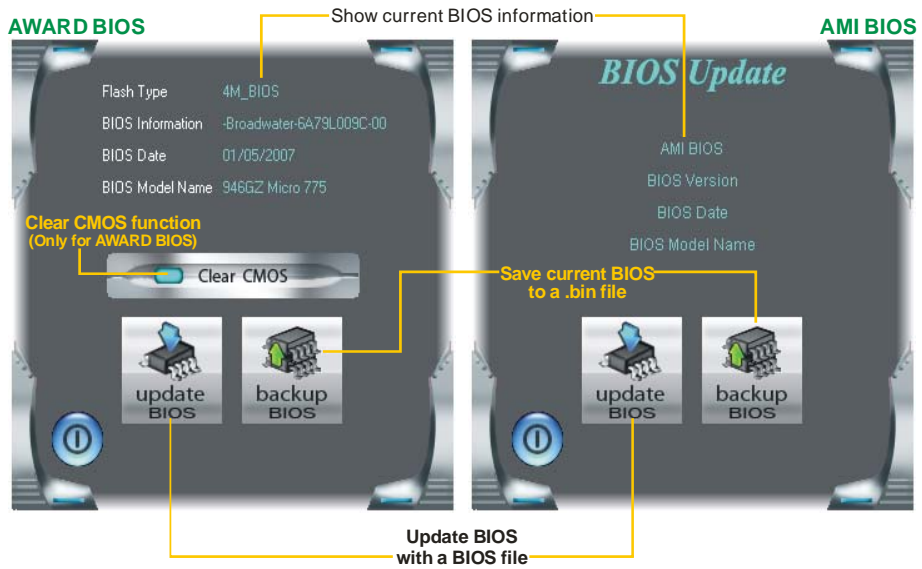 Show current BIOS information
AWARD BIOS
AMI BIOS
Flash Type 4M_BIOS
BIOS Information -Broadwater-6A79L009C-00
BIOS Date 01/05/2007
BIOS Model Name 946GZ Micro 775
Clear CMOS function
(Only for AWARD BIOS)
Clear CMOS
update
BIOS
backup
BIOS
BIOS Update
AMI BIOS
BIOS Version
BIOS Date
BIOS Model Name
Save current BIOS
to a .bin file
update
BIOS
backup
BIOS
Update BIOS
with a BIOS file